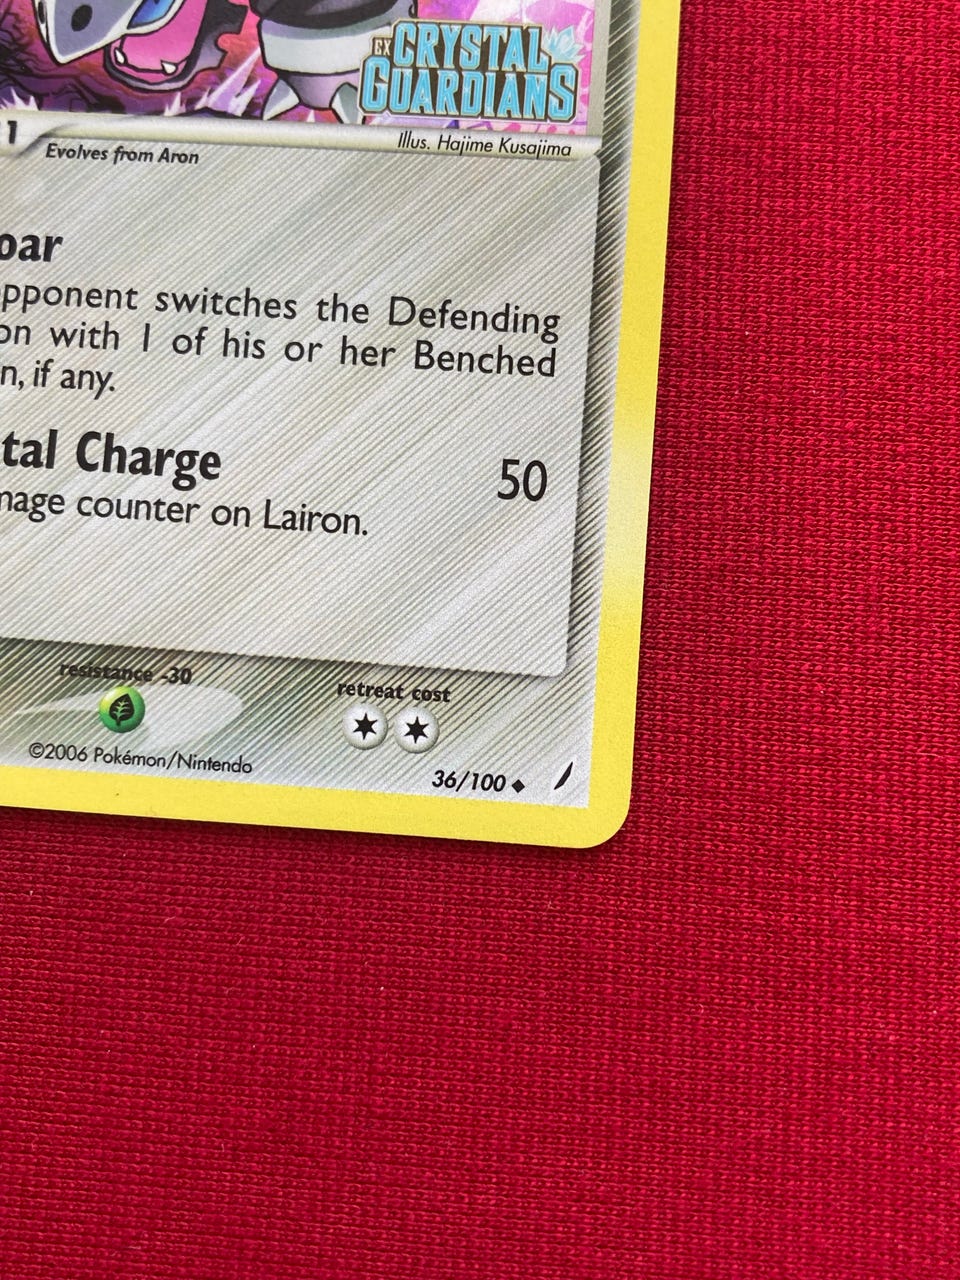 EX CRYSTAL
GUARDIANS
1
Evolves from Aron
Illus. Hajime Kusajima
oar
pponent switches the Defending
on with 1 of his or her Benched
n, if any.
tal Charge
50
mage counter on Lairon.
resistance -30
retreat cost
©2006 Pokémon/Nintendo
36/100